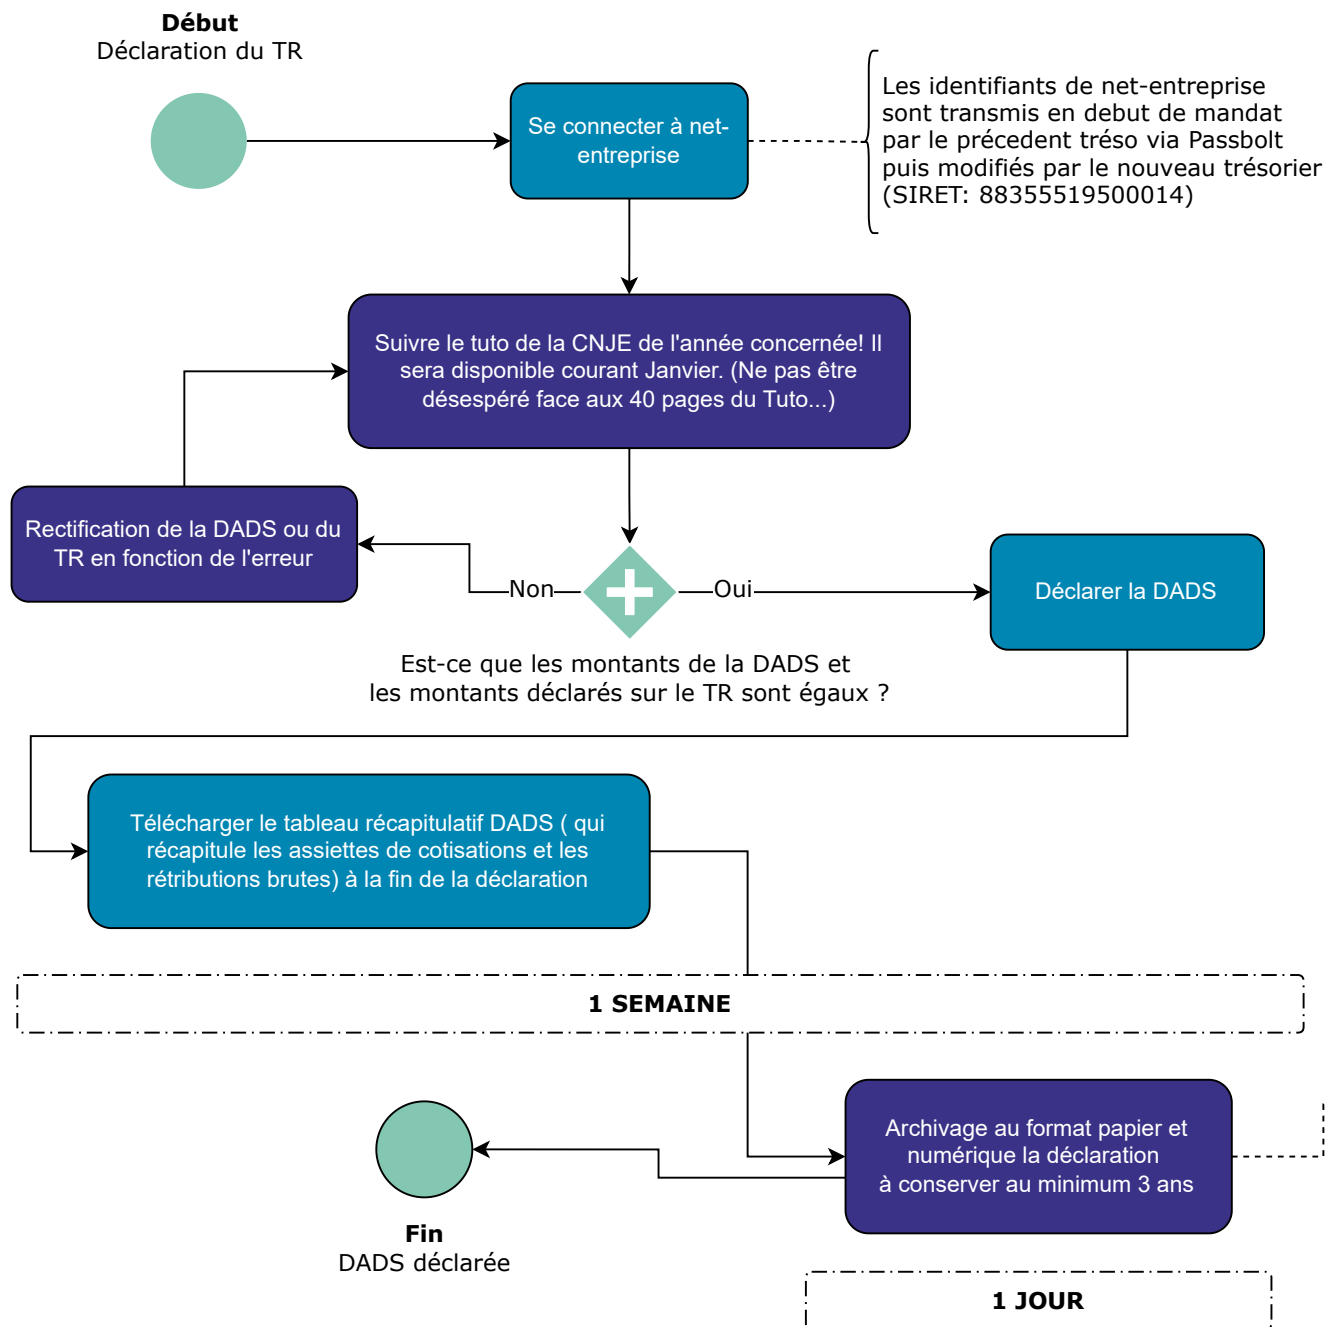 Début
Déclaration du TR
Se connecter à net-
entreprise
Les identifiants de net-entreprise
sont transmis en debut de mandat
par le précedent tréso via Passbolt
puis modifiés par le nouveau trésorier
(SIRET: 88355519500014)
Suivre le tuto de la CNJE de l'année concernée! Il
sera disponible courant Janvier. (Ne pas être
désespéré face aux 40 pages du Tuto...)
Rectification de la DADS ou du
TR en fonction de l'erreur
Non
Oui
Déclarer la DADS
Est-ce que les montants de la DADS et
les montants déclarés sur le TR sont égaux ?
Télécharger le tableau récapitulatif DADS ( qui
récapitule les assiettes de cotisations et les
rétributions brutes) à la fin de la déclaration
1 SEMAINE
Archivage au format papier et
numérique la déclaration
à conserver au minimum 3 ans
Fin
DADS déclarée
1 JOUR